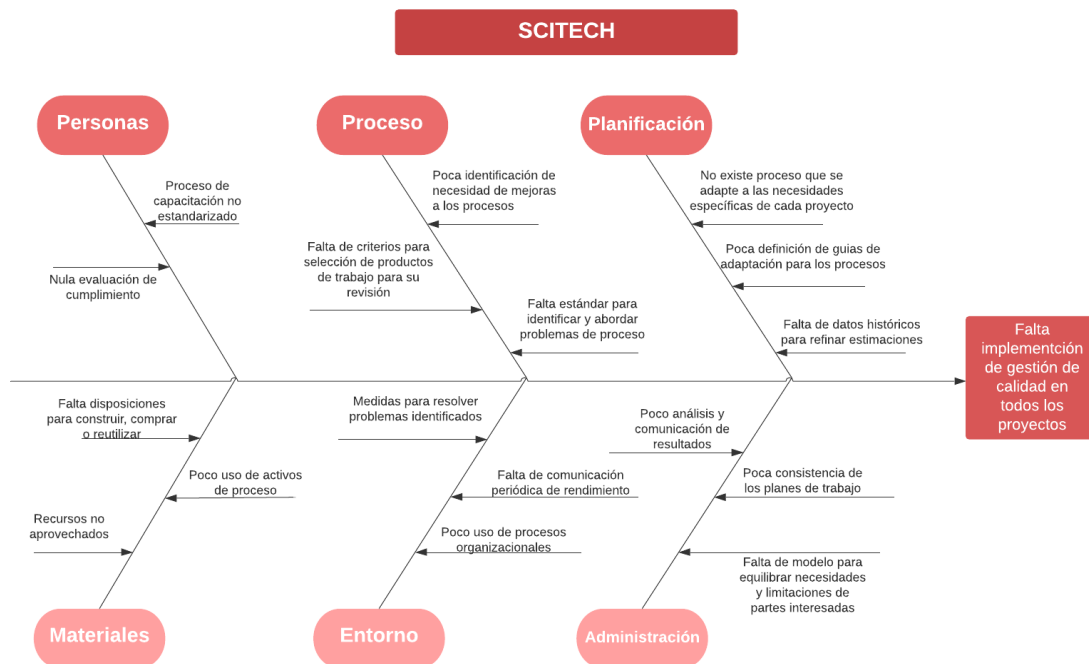 SCITECH
Personas
Proceso
Planificación
Proceso de
capacitación no
estandarizado
Nula evaluación de
cumplimiento
Poca identificación de
necesidad de mejoras
a los procesos
Falta de criterios para
selección de productos
de trabajo para su
revisión
Falta estándar para
identificar y abordar
problemas de proceso
No existe proceso que se
adapte a las necesidades
específicas de cada proyecto
Poca definición de guias de
adaptación para los procesos
Falta de datos históricos
para refinar estimaciones
Falta
implementción
de gestión de
calidad en
todos los
proyectos
Falta disposiciones
para construir, comprar
o reutilizar
Poco uso de activos
de proceso
Recursos no
aprovechados
Medidas para resolver
problemas identificados
Falta de comunicación
periódica de rendimiento
Poco uso de procesos
organizacionales
Poco análisis y
comunicación de
resultados
Poca consistencia de
los planes de trabajo
Falta de modelo para
equilibrar necesidades
y limitaciones de
partes interesadas
Materiales
Entorno
Administración